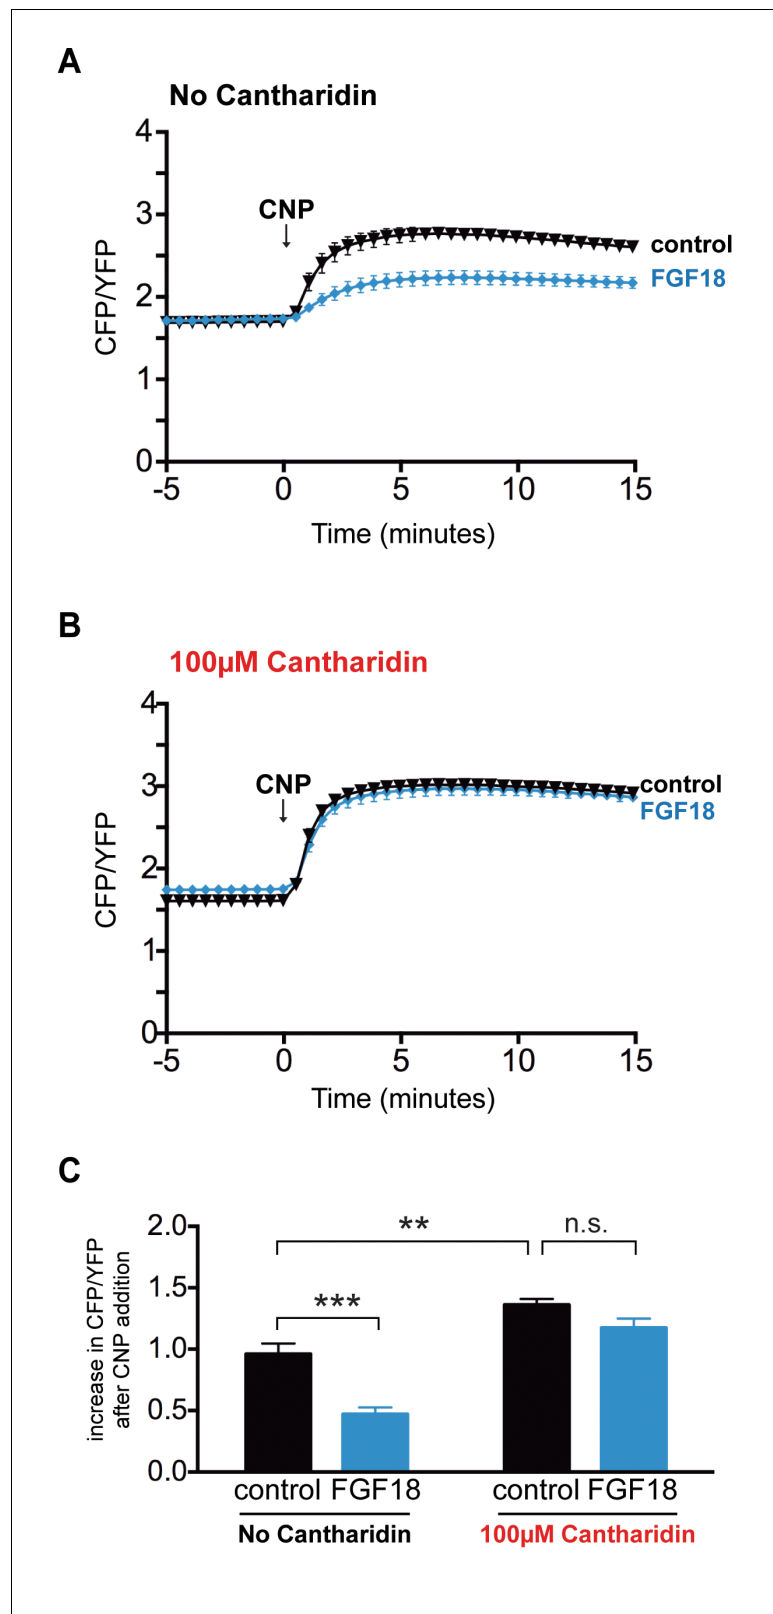 A
No Cantharidin
4
3
2
1
0
CFP/YFP
CNP
control
FGF18
-5 0 5 10 15
Time (minutes)
B
100µM Cantharidin
4
3
2
1
0
CFP/YFP
CNP
control
FGF18
-5 0 5 10 15
Time (minutes)
C
increase in CFP/YFP
after CNP addition
2.0
1.5
1.0
0.5
0.0
** n.s.
***
control FGF18 control FGF18
No Cantharidin 100µM Cantharidin